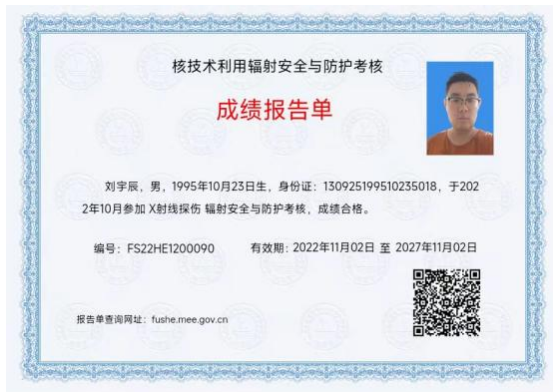 核技术利用辐射安全与防护考核
成绩报告单
刘宇辰，男，1995年10月23日生，身份证：130925199510235018，于202
2年10月参加 X射线探伤 辐射安全与防护考核，成绩合格。
编号：FS22HE1200090 有效期：2022年11月02日 至 2027年11月02日
报告单查询网址：fushe.mee.gov.cn